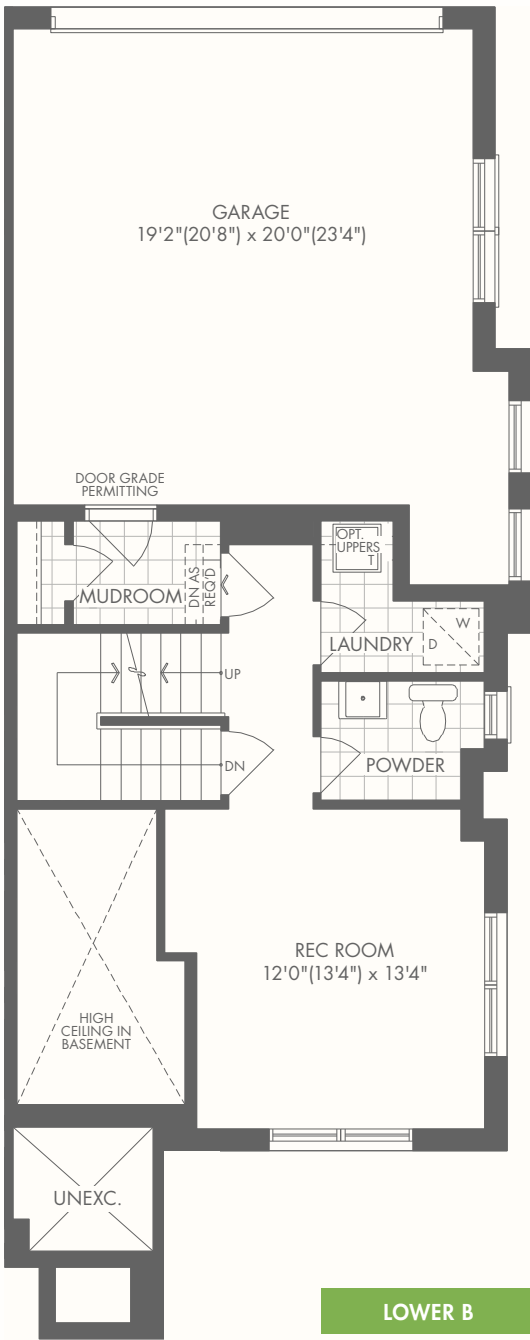 GARAGE
19'2"(20'8") x 20'0"(23'4")
DOOR GRADE
PERMITTING
OPT.
UPPERS
T
MUDROOM
DN AS
REQ'D
LAUNDRY
W
D
UP
DN
POWDER
REC ROOM
12'0"(13'4") x 13'4"
HIGH
CEILING IN
BASEMENT
UNEXC.
LOWER B